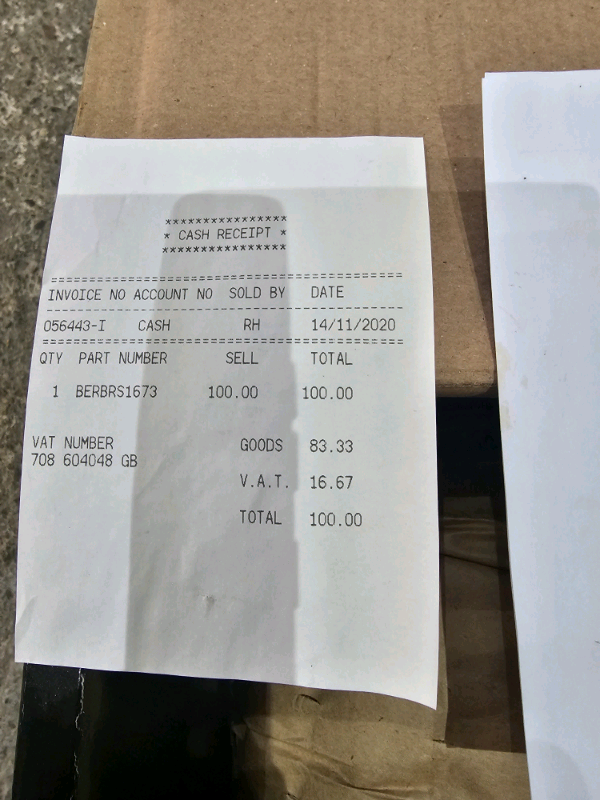 ****************
* CASH RECEIPT *
****************
===============================================
INVOICE NO ACCOUNT NO SOLD BY DATE
-----------------------------------------------
056443-I CASH RH 14/11/2020
===============================================
QTY PART NUMBER SELL TOTAL
1 BERBRS1673 100.00 100.00
VAT NUMBER GOODS 83.33
708 604048 GB
V.A.T. 16.67
TOTAL 100.00